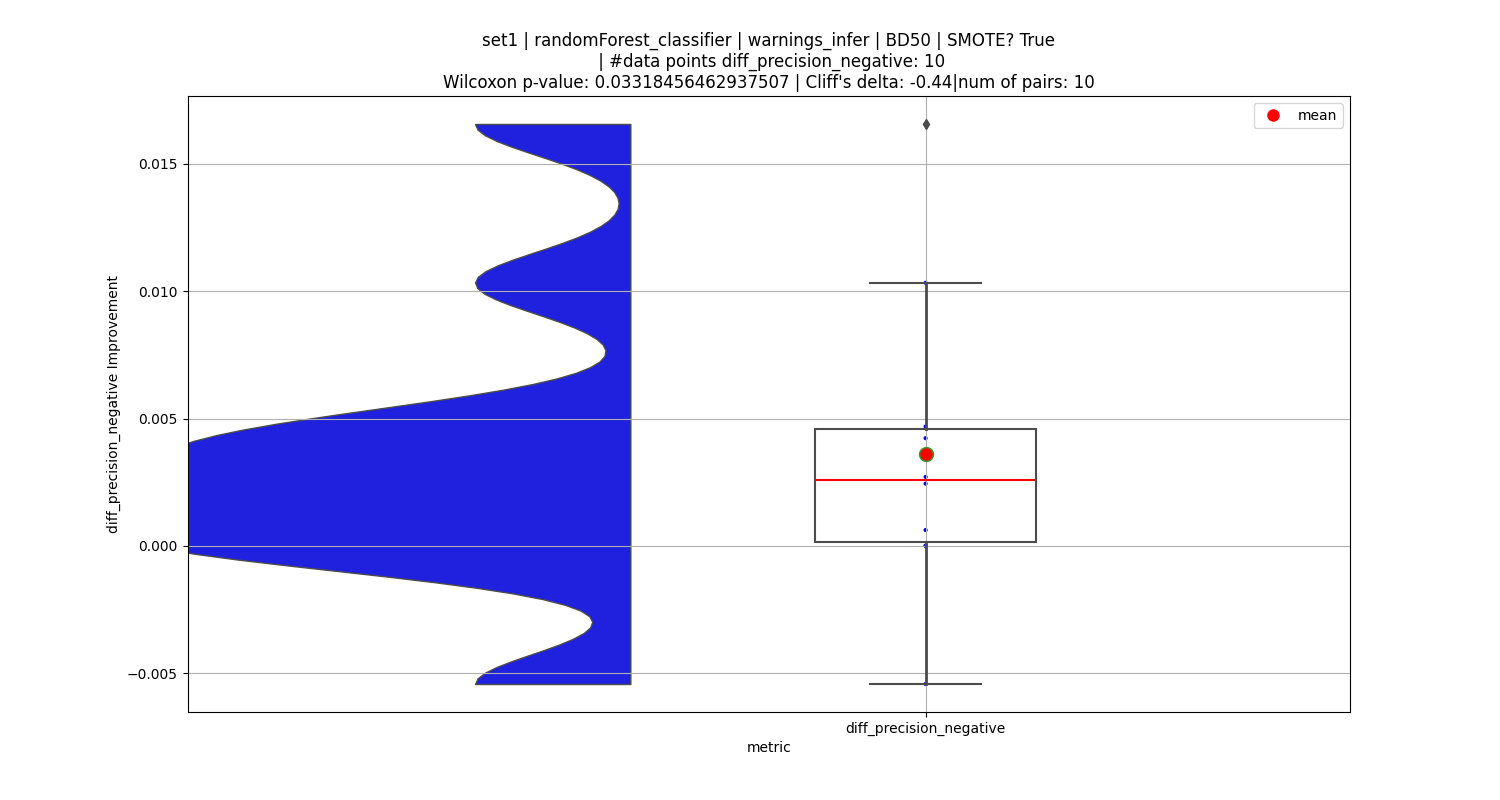 set1 | randomForest_classifier | warnings_infer | BD50 | SMOTE? True
| #data points diff_precision_negative: 10
Wilcoxon p-value: 0.03318456462937507 | Cliff's delta: -0.44|num of pairs: 10
mean
0.015
0.010
0.005
0.000
−0.005
diff_precision_negative Improvement
diff_precision_negative
metric